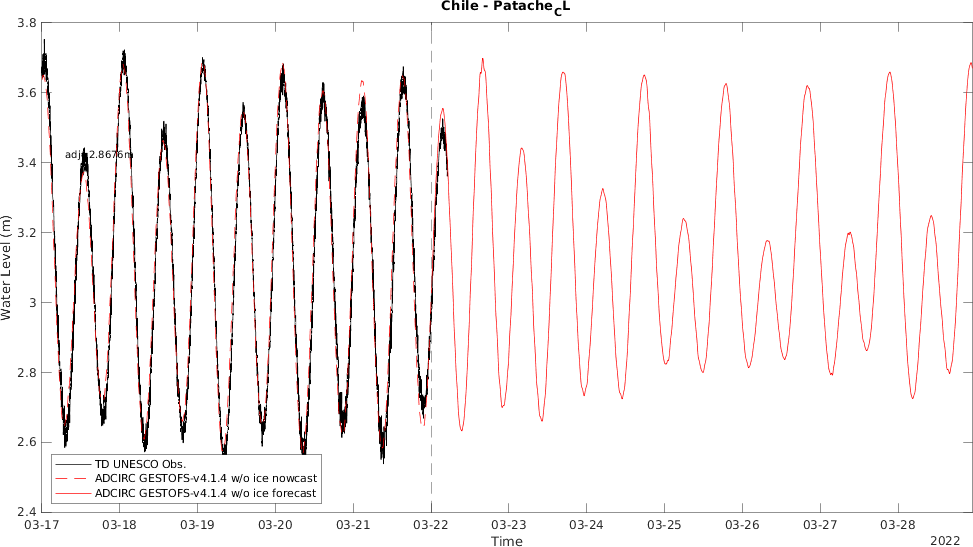 Chile - Patache_CL
3.8
3.6
3.4
3.2
3
2.8
2.6
2.4
Water Level (m)
adj: 2.8676m
TD UNESCO Obs.
ADCIRC GESTOFS-v4.1.4 w/o ice nowcast
ADCIRC GESTOFS-v4.1.4 w/o ice forecast
03-17 03-18 03-19 03-20 03-21 03-22 03-23 03-24 03-25 03-26 03-27 03-28
Time
2022